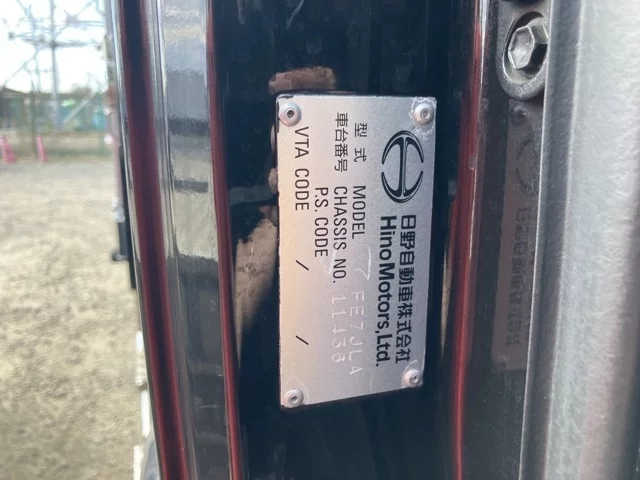 日野自動車株式会社
Hino Motors, Ltd.
型式 MODEL FE7JLA
車台番号 CHASSIS NO. 11436
P.S. CODE /
VTA CODE /